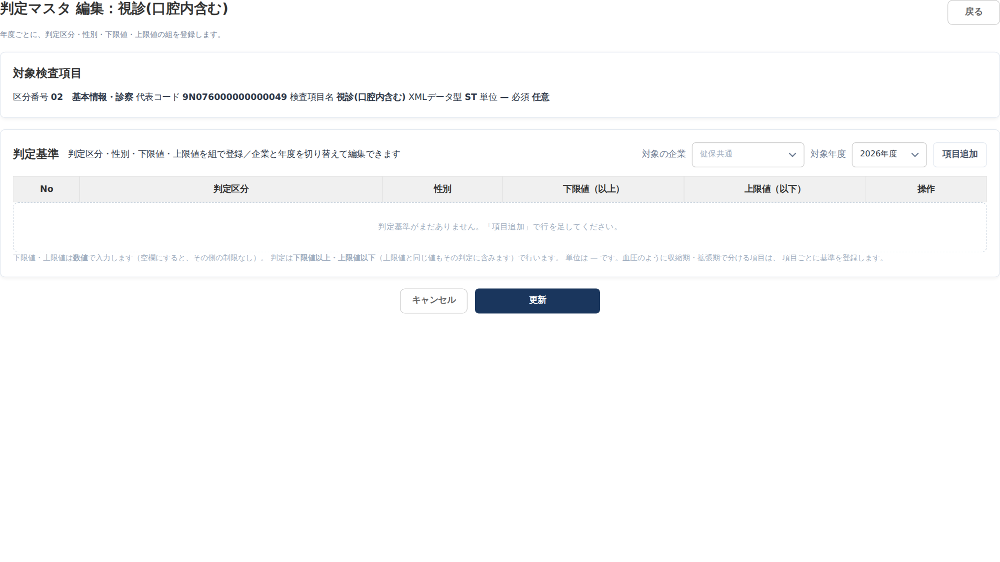 判定マスタ 編集：視診(口腔内含む)
戻る
年度ごとに、判定区分・性別・下限値・上限値の組を登録します。
対象検査項目
区分番号 02　基本情報・診察 代表コード 9N076000000000049 検査項目名 視診(口腔内含む) XMLデータ型 ST 単位 — 必須 任意
判定基準 判定区分・性別・下限値・上限値を組で登録／企業と年度を切り替えて編集できます 対象の企業 健保共通 対象年度 2026年度 項目追加
No 判定区分 性別 下限値（以上） 上限値（以下） 操作
判定基準がまだありません。「項目追加」で行を足してください。
下限値・上限値は数値で入力します（空欄にすると、その側の制限なし）。 判定は下限値以上・上限値以下（上限値と同じ値もその判定に含みます）で行います。 単位は — です。血圧のように収縮期・拡張期で分ける項目は、 項目ごとに基準を登録します。
キャンセル 更新